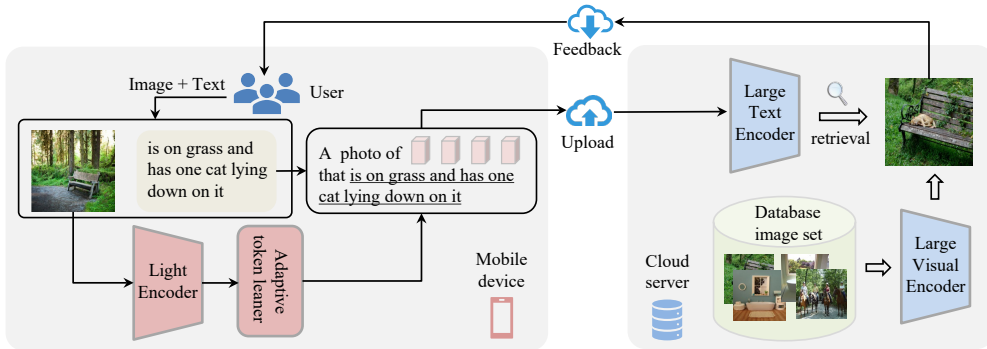 Feedback
Image + Text
User
is on grass and
has one cat lying
down on it
A photo of
that is on grass and has one
cat lying down on it
Upload
Light
Encoder
Adaptive
token leaner
Mobile
device
Large
Text
Encoder
retrieval
Database
image set
Cloud
server
Large
Visual
Encoder